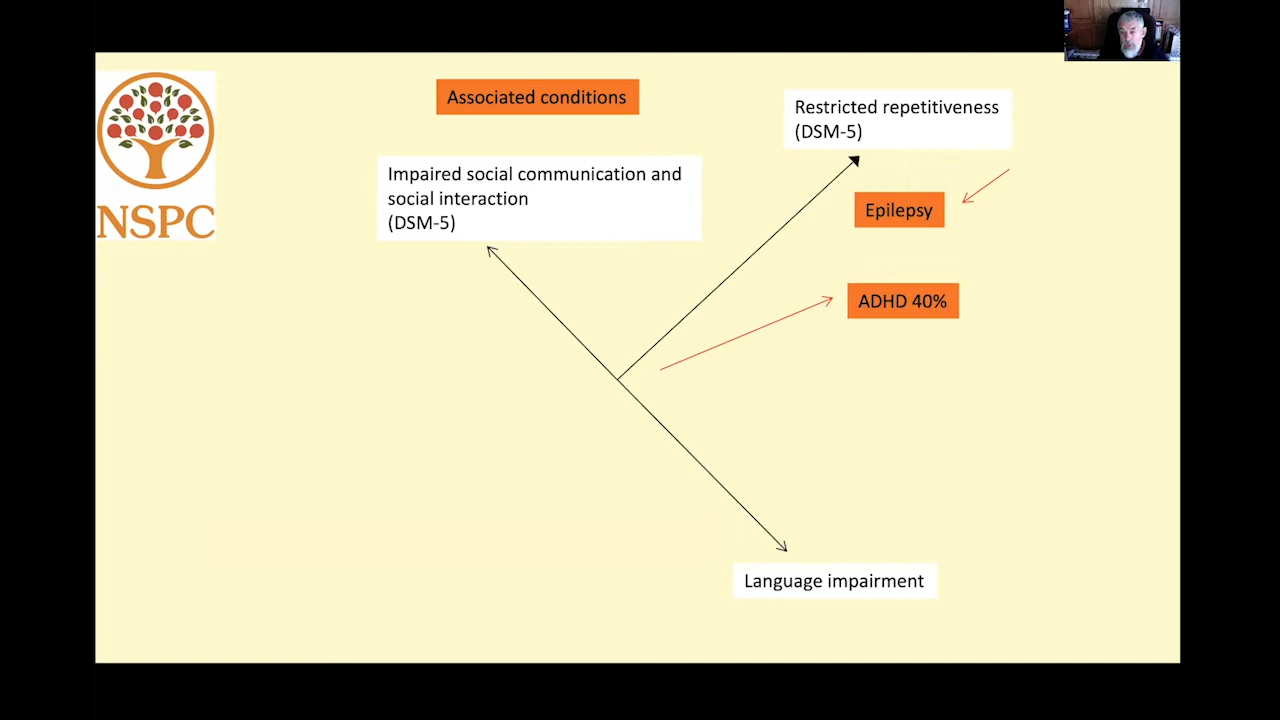 NSPC
Associated conditions
Impaired social communication and
social interaction
(DSM-5)
Restricted repetitiveness
(DSM-5)
Epilepsy
ADHD 40%
Language impairment